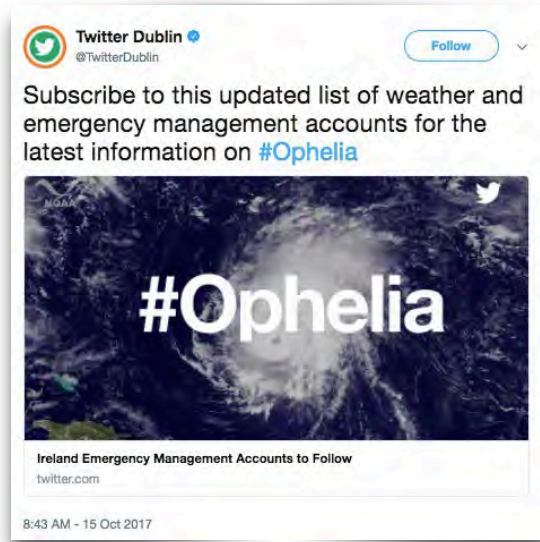 Twitter Dublin
@TwitterDublin
Follow
Subscribe to this updated list of weather and
emergency management accounts for the
latest information on #Ophelia
NOAA
#Ophelia
Ireland Emergency Management Accounts to Follow
twitter.com
8:43 AM - 15 Oct 2017